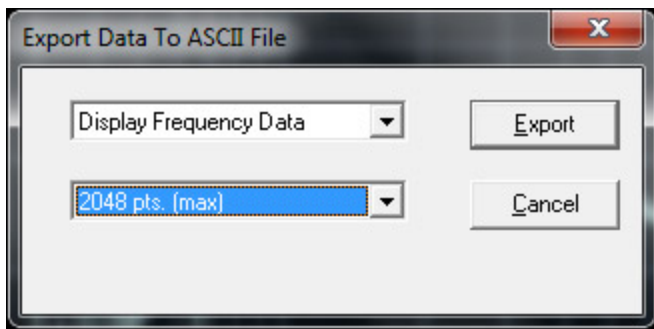 Export Data To ASCII File
Display Frequency Data
Export
2048 pts. (max)
Cancel